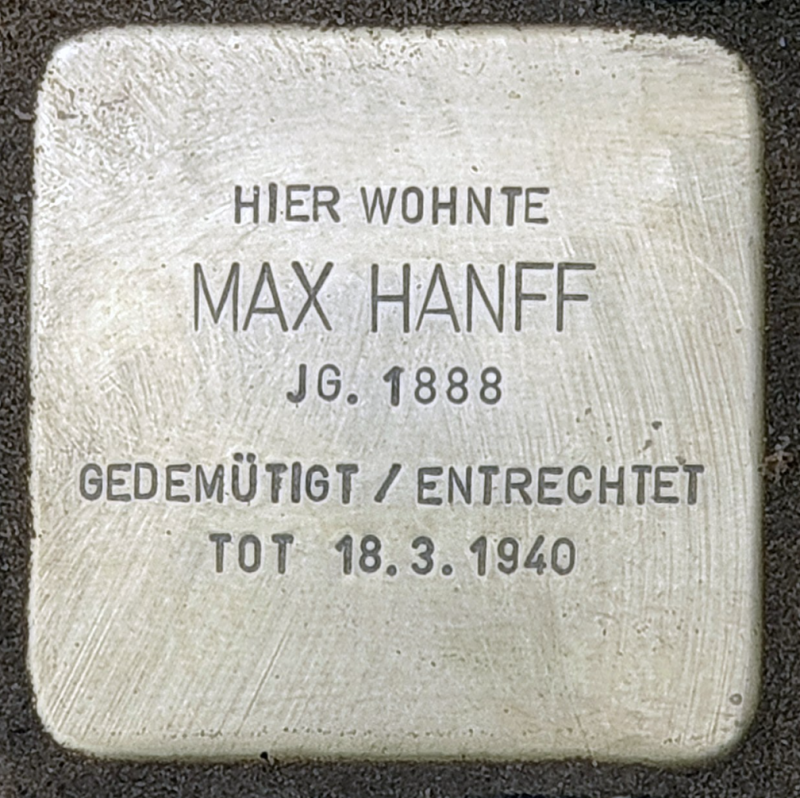 HIER WOHNTE
MAX HANFF
JG. 1888
GEDEMÜTIGT / ENTRECHTET
TOT 18.3.1940